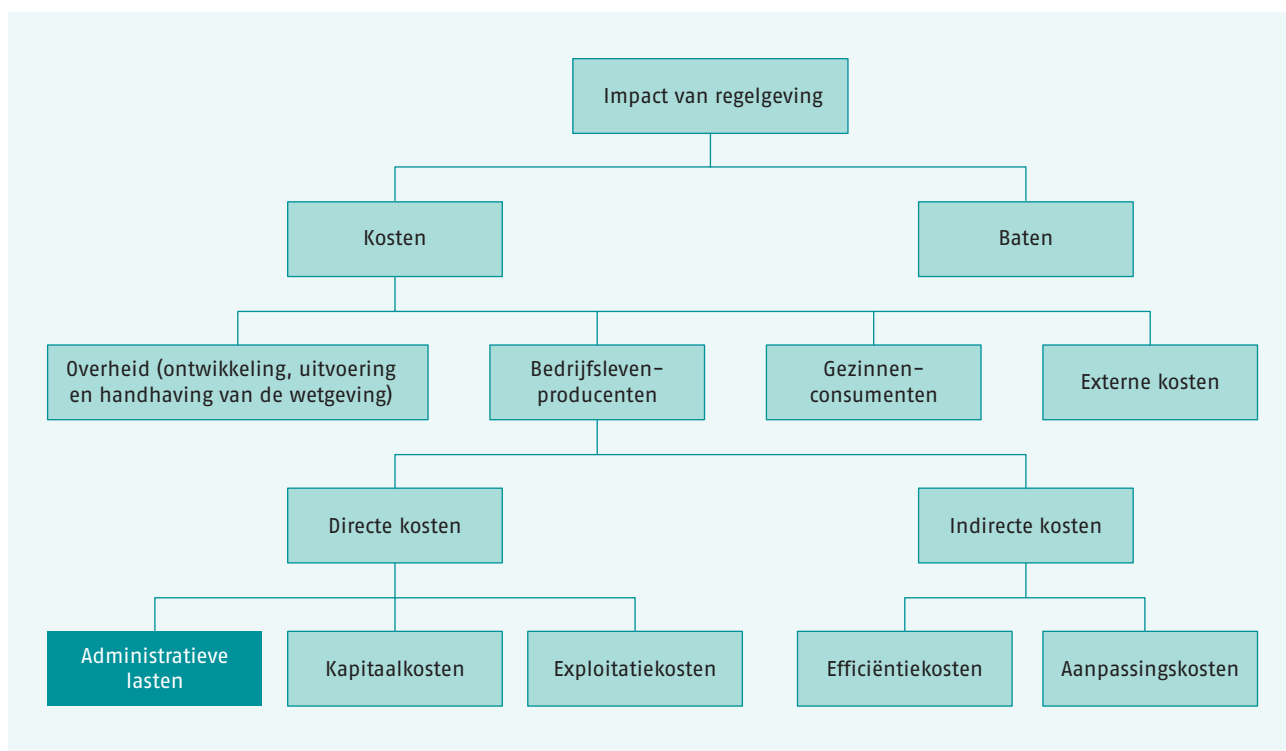 Impact van regelgeving
Kosten
Baten
Overheid (ontwikkeling, uitvoering
en handhaving van de wetgeving)
Bedrijfsleven-
producenten
Gezinnen-
consumenten
Externe kosten
Directe kosten
Indirecte kosten
Administratieve
lasten
Kapitaalkosten
Exploitatiekosten
Efficiëntiekosten
Aanpassingskosten